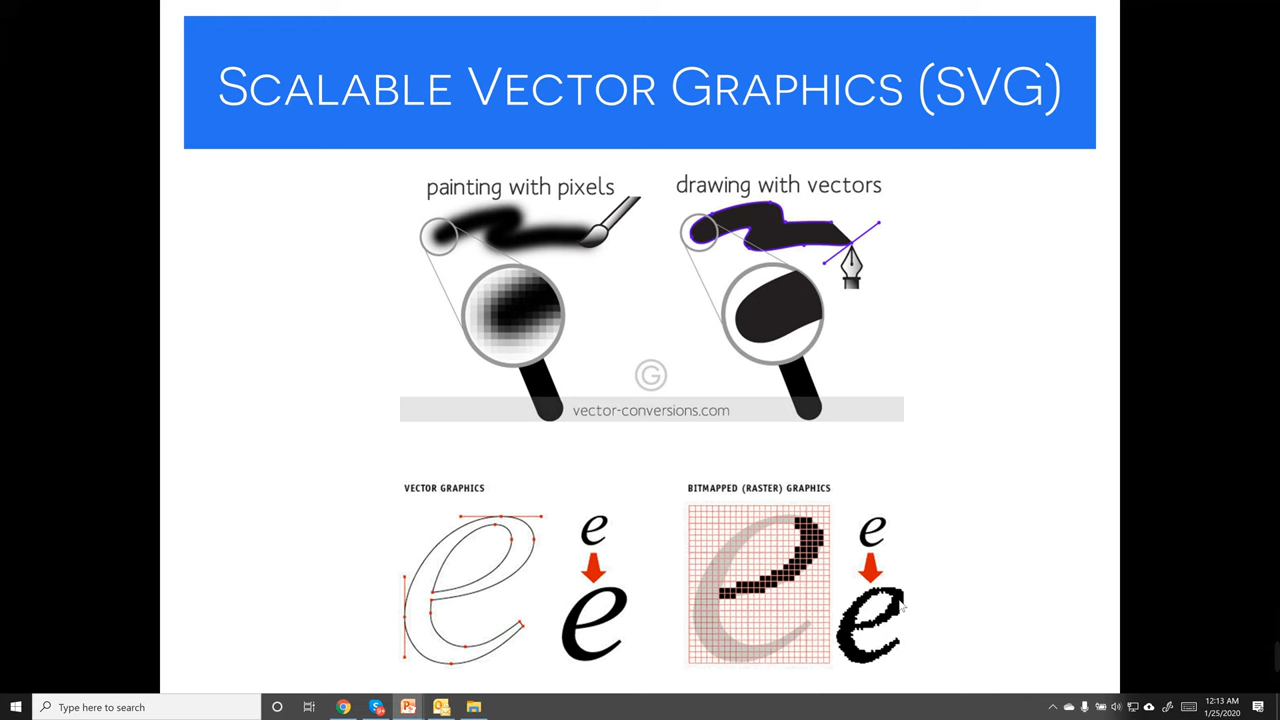 SCALABLE VECTOR GRAPHICS (SVG)
painting with pixels
drawing with vectors
G
vector-conversions.com
VECTOR GRAPHICS
BITMAPPED (RASTER) GRAPHICS
e
e
e
e
e
e
Type here to search
12:13 AM
1/25/2020